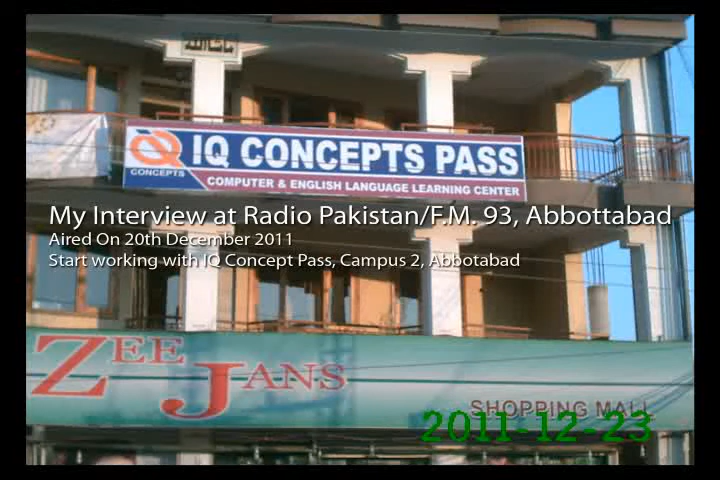 ماشاءاللہ
IQ CONCEPTS PASS
CONCEPTS
COMPUTER & ENGLISH LANGUAGE LEARNING CENTER
My Interview at Radio Pakistan/F.M. 93, Abbottabad
Aired On 20th December 2011
Start working with IQ Concept Pass, Campus 2, Abbotabad
ZEE JANS
SHOPPING MALL
2011-12-23